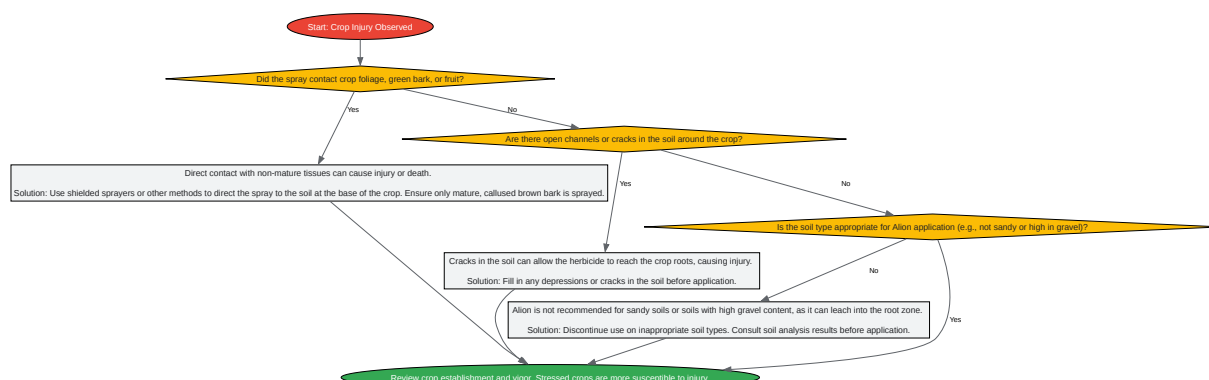 Start: Crop Injury Observed
Did the spray contact crop foliage, green bark, or fruit?
Yes
No
Are there open channels or cracks in the soil around the crop?
Direct contact with non-mature tissues can cause injury or death.
Solution: Use shielded sprayers or other methods to direct the spray to the soil at the base of the crop. Ensure only mature, callused brown bark is sprayed.
Yes
No
Is the soil type appropriate for Alion application (e.g., not sandy or high in gravel)?
Cracks in the soil can allow the herbicide to reach the crop roots, causing injury.
Solution: Fill in any depressions or cracks in the soil before application.
No
Alion is not recommended for sandy soils or soils with high gravel content, as it can leach into the root zone.
Solution: Discontinue use on inappropriate soil types. Consult soil analysis results before application.
Yes
Review crop establishment and vigor. Stressed crops are more susceptible to injury.